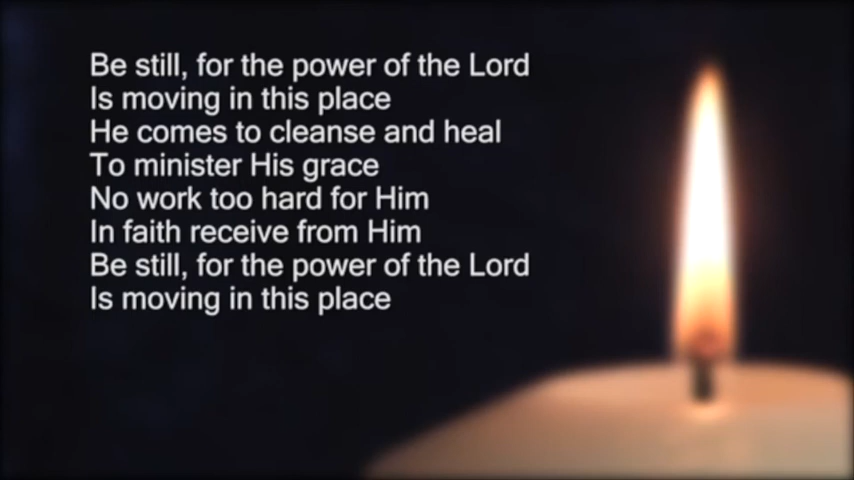 Be still, for the power of the Lord
Is moving in this place
He comes to cleanse and heal
To minister His grace
No work too hard for Him
In faith receive from Him
Be still, for the power of the Lord
Is moving in this place